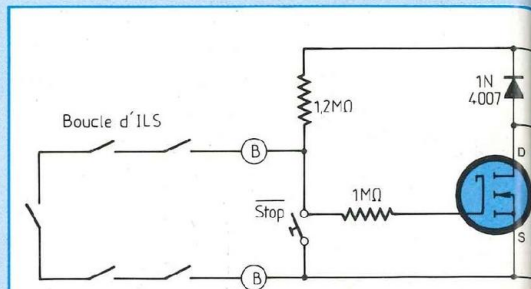 1N
4007
1,2MΩ
Boucle d'ILS
B
D
Stop
1MΩ
S
B